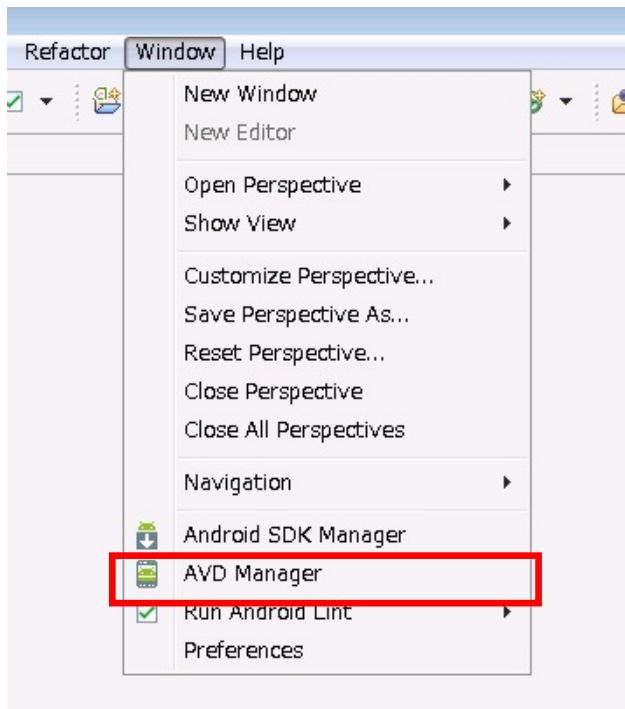 Refactor Window Help
New Window
New Editor
Open Perspective
Show View
Customize Perspective...
Save Perspective As...
Reset Perspective...
Close Perspective
Close All Perspectives
Navigation
Android SDK Manager
AVD Manager
Run Android Lint
Preferences